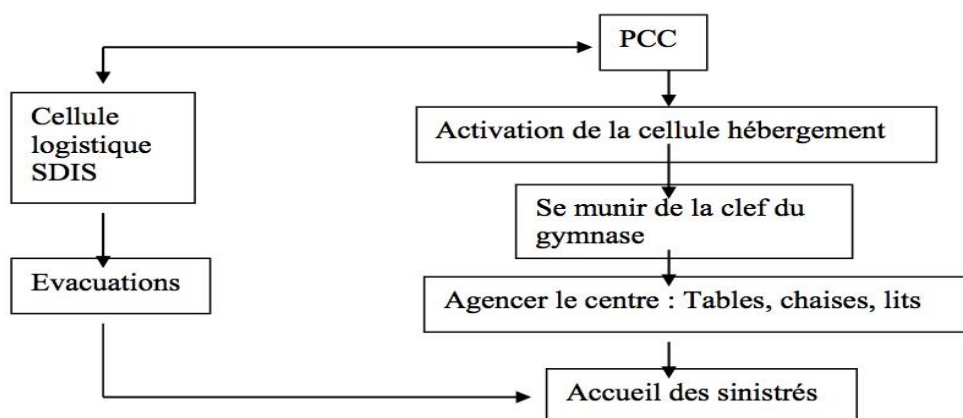 PCC
Cellule
logistique
SDIS
Activation de la cellule hébergement
Se munir de la clef du
gymnase
Evacuations
Agencer le centre : Tables, chaises, lits
Accueil des sinistrés